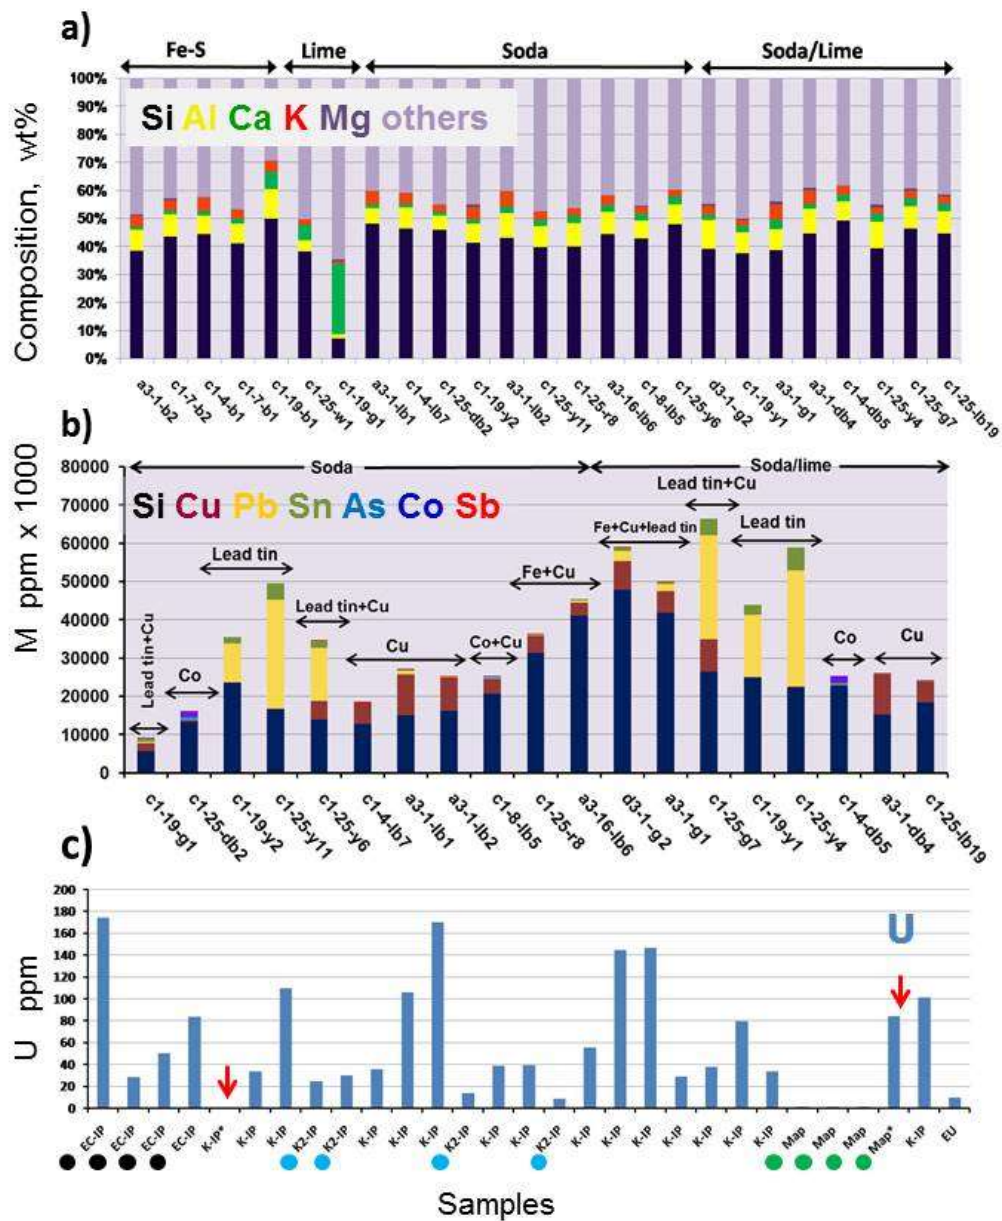 a)
Fe-S Lime Soda Soda/Lime
100%
90%
80%
70%
60%
50%
40%
30%
20%
10%
0%
Composition, wt%
Si Al Ca K Mg others
a3-1-b2 c1-7-b2 c1-4-b1 c1-7-b1 c1-19-b1 c1-25-w1 c1-19-g1 a3-1-lb1 c1-4-lb7 c1-25-db2 c1-19-y2 a3-1-lb2 c1-25-y11 c1-25-r8 a3-16-lb6 c1-8-lb5 c1-25-y6 d3-1-g2 c1-19-y1 a3-1-g1 a3-1-db4 c1-4-db5 c1-25-y4 c1-25-g7 c1-25-lb19
b)
80000
70000
60000
50000
40000
30000
20000
10000
0
M ppm x 1000
Soda Soda/lime
Si Cu Pb Sn As Co Sb
Lead tin+Cu
Co
Lead tin
Lead tin+Cu
Cu
Co+Cu
Fe+Cu
Fe+Cu+lead tin
Lead tin+Cu
Lead tin
Co
Cu
c1-19-g1 c1-25-db2 c1-19-y2 c1-25-y11 c1-25-y6 c1-4-lb7 a3-1-lb1 a3-1-lb2 c1-8-lb5 c1-25-r8 a3-16-lb6 d3-1-g2 a3-1-g1 c1-25-g7 c1-19-y1 c1-25-y4 c1-4-db5 a3-1-db4 c1-25-lb19
c)
200
180
160
140
120
100
80
60
40
20
0
U ppm
U
EC-IP EC-IP EC-IP EC-IP K-IP* K-IP K-IP K2-IP K2-IP K-IP K-IP K-IP K2-IP K-IP K-IP K2-IP K-IP K-IP K-IP K-IP K-IP K-IP K-IP Map Map Map Map* K-IP EU
Samples